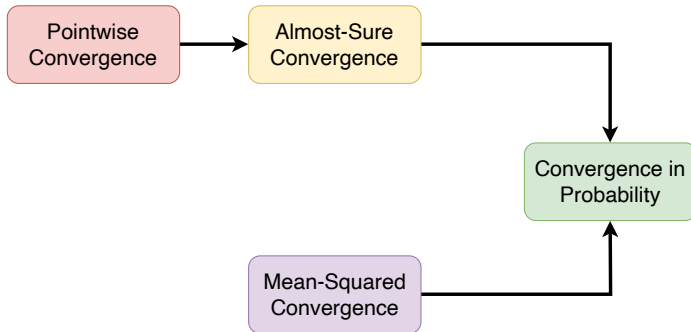 Pointwise
Convergence
Almost-Sure
Convergence
Convergence in
Probability
Mean-Squared
Convergence